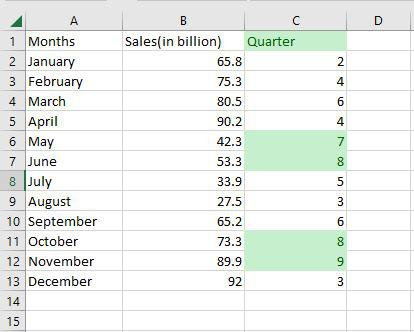 A B C D
1 Months Sales(in billion) Quarter
2 January 65.8 2
3 February 75.3 4
4 March 80.5 6
5 April 90.2 4
6 May 42.3 7
7 June 53.3 8
8 July 33.9 5
9 August 27.5 3
10 September 65.2 6
11 October 73.3 8
12 November 89.9 9
13 December 92 3
14
15